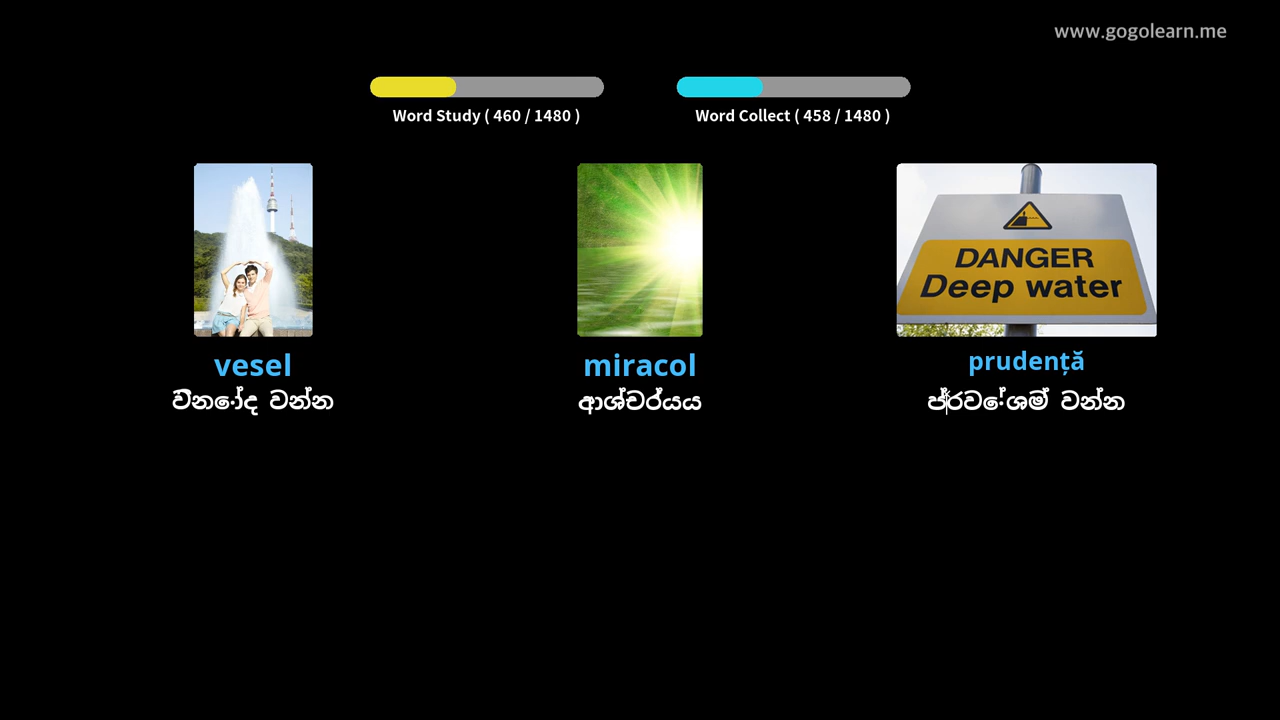 www.gogolearn.me
Word Study ( 460 / 1480 )
Word Collect ( 458 / 1480 )
DANGER
Deep water
vesel
miracol
prudență
විනෝද වන්න
ආශ්චර්යය
ප්‍රවේශම් වන්න